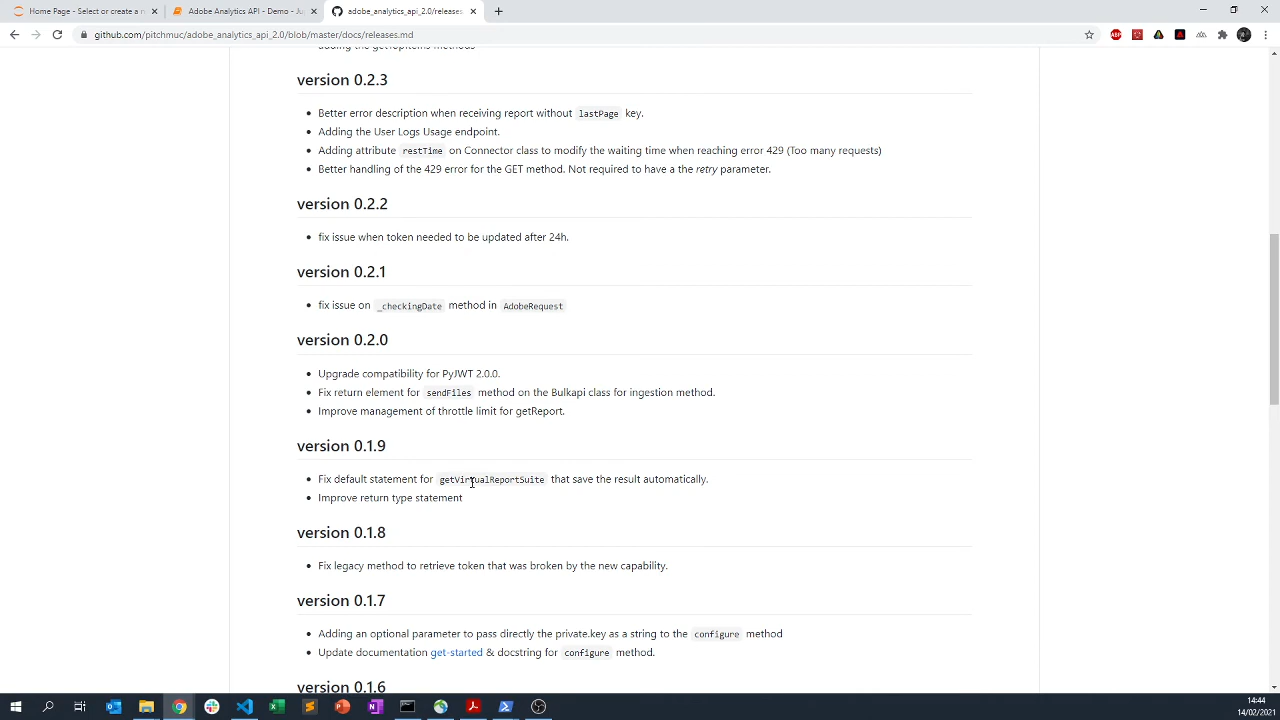 Home Page - Select or create a n
Adobe Analytics API - Demo - Ju
adobe_analytics_api_2.0/releases
github.com/pitchmuc/adobe_analytics_api_2.0/blob/master/docs/releases.md
adding the getTopItems methods
version 0.2.3
Better error description when receiving report without lastPage key.
Adding the User Logs Usage endpoint.
Adding attribute restTime on Connector class to modify the waiting time when reaching error 429 (Too many requests)
Better handling of the 429 error for the GET method. Not required to have a the retry parameter.
version 0.2.2
fix issue when token needed to be updated after 24h.
version 0.2.1
fix issue on _checkingDate method in AdobeRequest
version 0.2.0
Upgrade compatibility for PyJWT 2.0.0.
Fix return element for sendFiles method on the Bulkapi class for ingestion method.
Improve management of throttle limit for getReport.
version 0.1.9
Fix default statement for getVirtualReportSuite that save the result automatically.
Improve return type statement
version 0.1.8
Fix legacy method to retrieve token that was broken by the new capability.
version 0.1.7
Adding an optional parameter to pass directly the private.key as a string to the configure method
Update documentation get-started & docstring for configure method.
version 0.1.6
14:44
14/02/2021